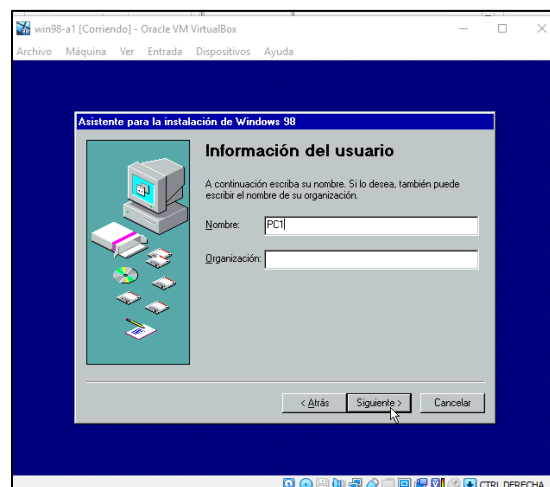 win98-a1 [Corriendo] - Oracle VM VirtualBox
Archivo Máquina Ver Entrada Dispositivos Ayuda
Asistente para la instalación de Windows 98
Información del usuario
A continuación escriba su nombre. Si lo desea, también puede
escribir el nombre de su organización.
Nombre: PC1
Organización:
< Atrás Siguiente > Cancelar
CTRL DERECHA